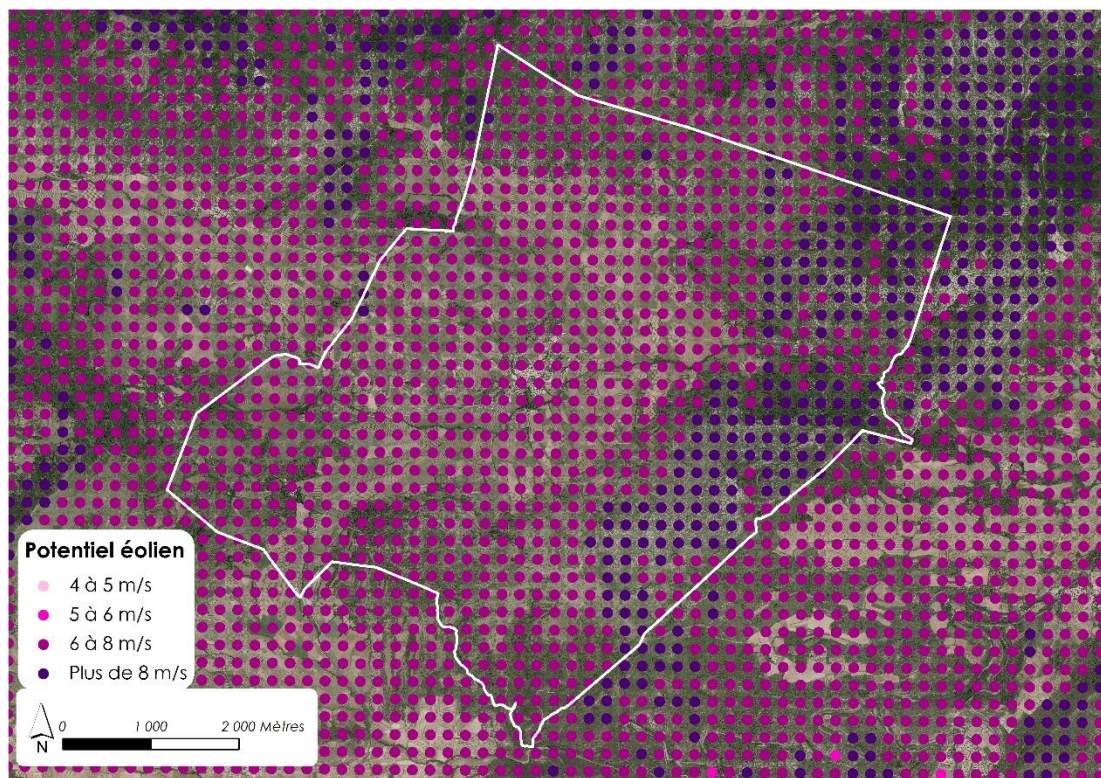 Potentiel éolien
4 à 5 m/s
5 à 6 m/s
6 à 8 m/s
Plus de 8 m/s
0 1 000 2 000 Mètres
N